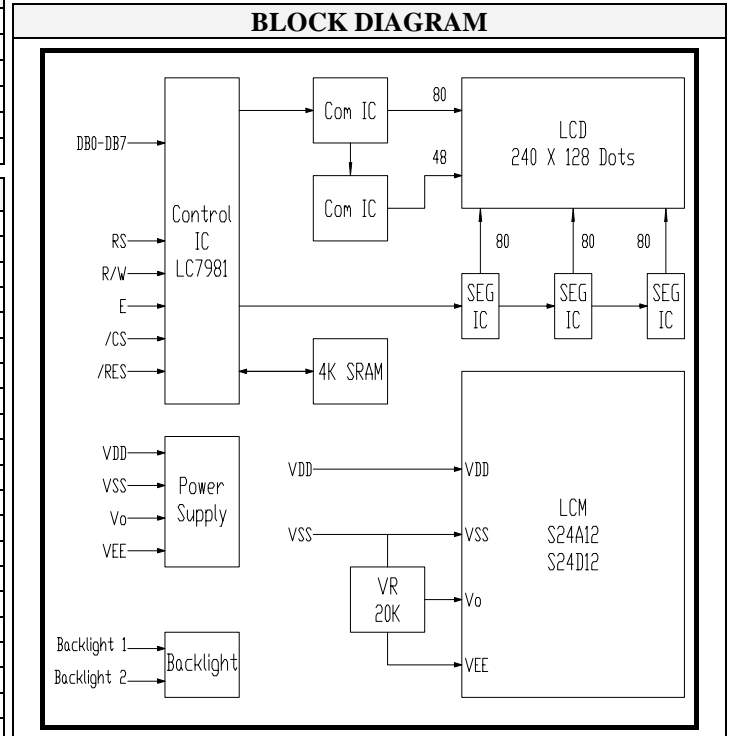 BLOCK DIAGRAM
DB0-DB7
RS
R/W
E
/CS
/RES
Control
IC
LC7981
Com IC
80
Com IC
48
LCD
240 X 128 Dots
80
80
80
SEG
IC
SEG
IC
SEG
IC
4K SRAM
VDD
VSS
Vo
VEE
Power
Supply
VDD
VSS
VR
20K
VDD
VSS
Vo
VEE
LCM
S24A12
S24D12
Backlight 1
Backlight 2
Backlight